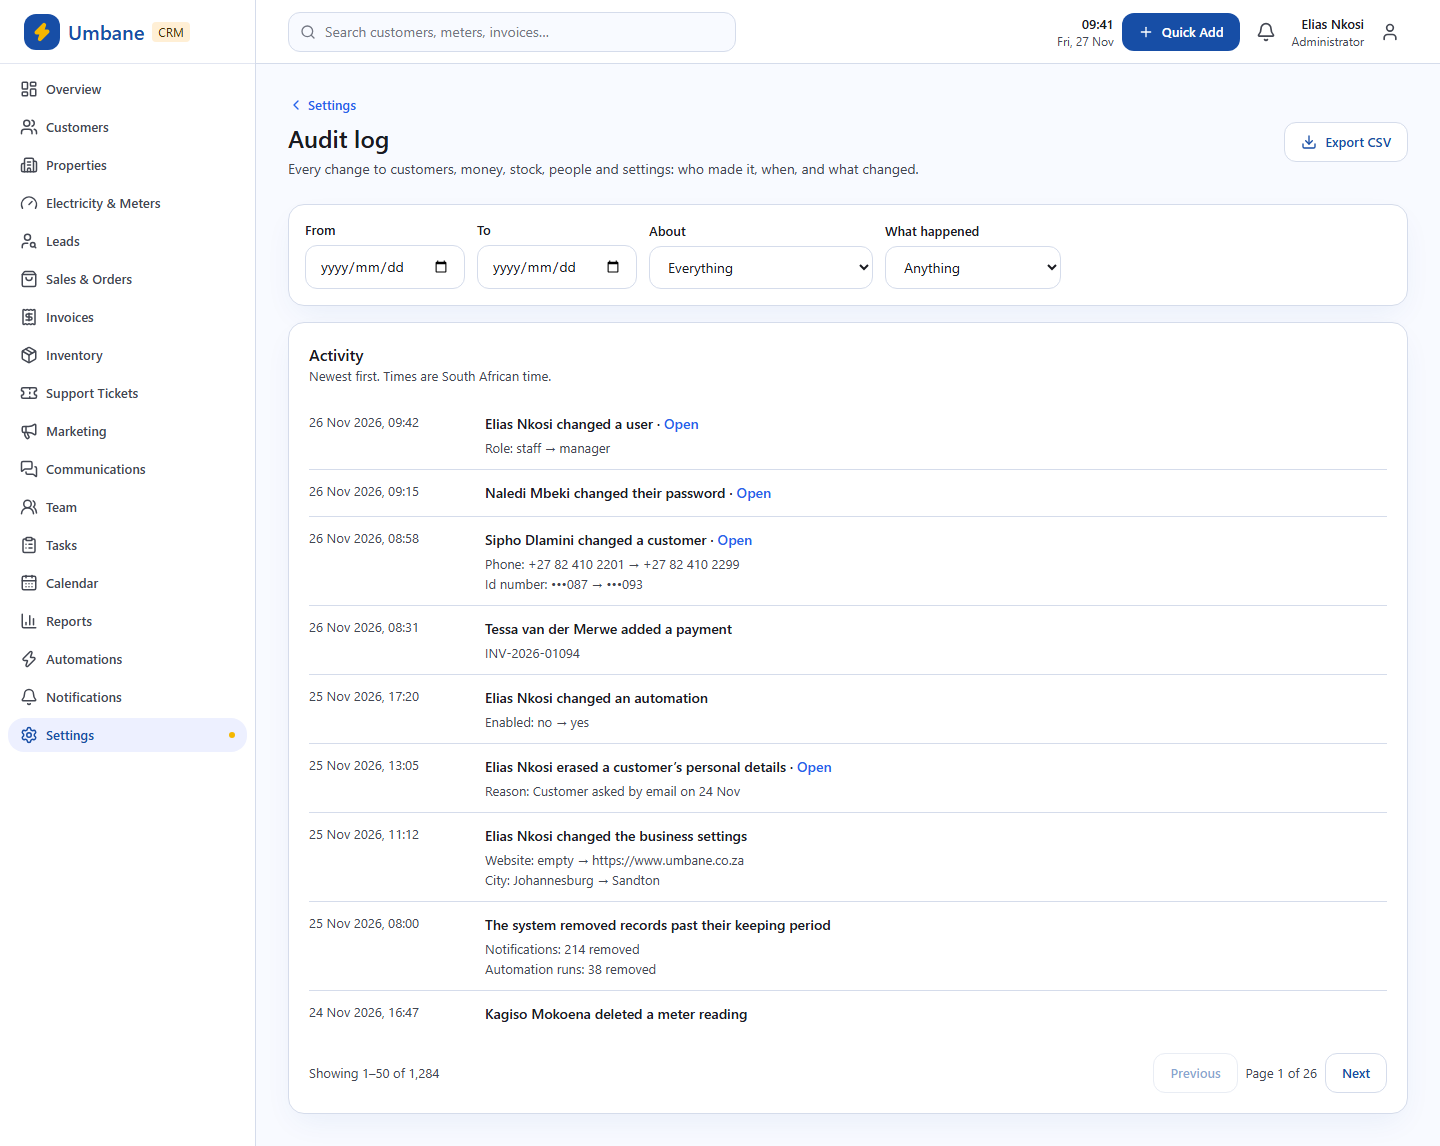 Umbane CRM
Search customers, meters, invoices...
09:41
Fri, 27 Nov
Quick Add
Elias Nkosi
Administrator
Overview
Customers
Properties
Electricity & Meters
Leads
Sales & Orders
Invoices
Inventory
Support Tickets
Marketing
Communications
Team
Tasks
Calendar
Reports
Automations
Notifications
Settings
Settings
Audit log
Every change to customers, money, stock, people and settings: who made it, when, and what changed.
Export CSV
From
To
About
What happened
yyyy/mm/dd
yyyy/mm/dd
Everything
Anything
Activity
Newest first. Times are South African time.
26 Nov 2026, 09:42
Elias Nkosi changed a user · Open
Role: staff → manager
26 Nov 2026, 09:15
Naledi Mbeki changed their password · Open
26 Nov 2026, 08:58
Sipho Dlamini changed a customer · Open
Phone: +27 82 410 2201 → +27 82 410 2299
Id number: •••087 → •••093
26 Nov 2026, 08:31
Tessa van der Merwe added a payment
INV-2026-01094
25 Nov 2026, 17:20
Elias Nkosi changed an automation
Enabled: no → yes
25 Nov 2026, 13:05
Elias Nkosi erased a customer’s personal details · Open
Reason: Customer asked by email on 24 Nov
25 Nov 2026, 11:12
Elias Nkosi changed the business settings
Website: empty → https://www.umbane.co.za
City: Johannesburg → Sandton
25 Nov 2026, 08:00
The system removed records past their keeping period
Notifications: 214 removed
Automation runs: 38 removed
24 Nov 2026, 16:47
Kagiso Mokoena deleted a meter reading
Showing 1–50 of 1,284
Previous
Page 1 of 26
Next